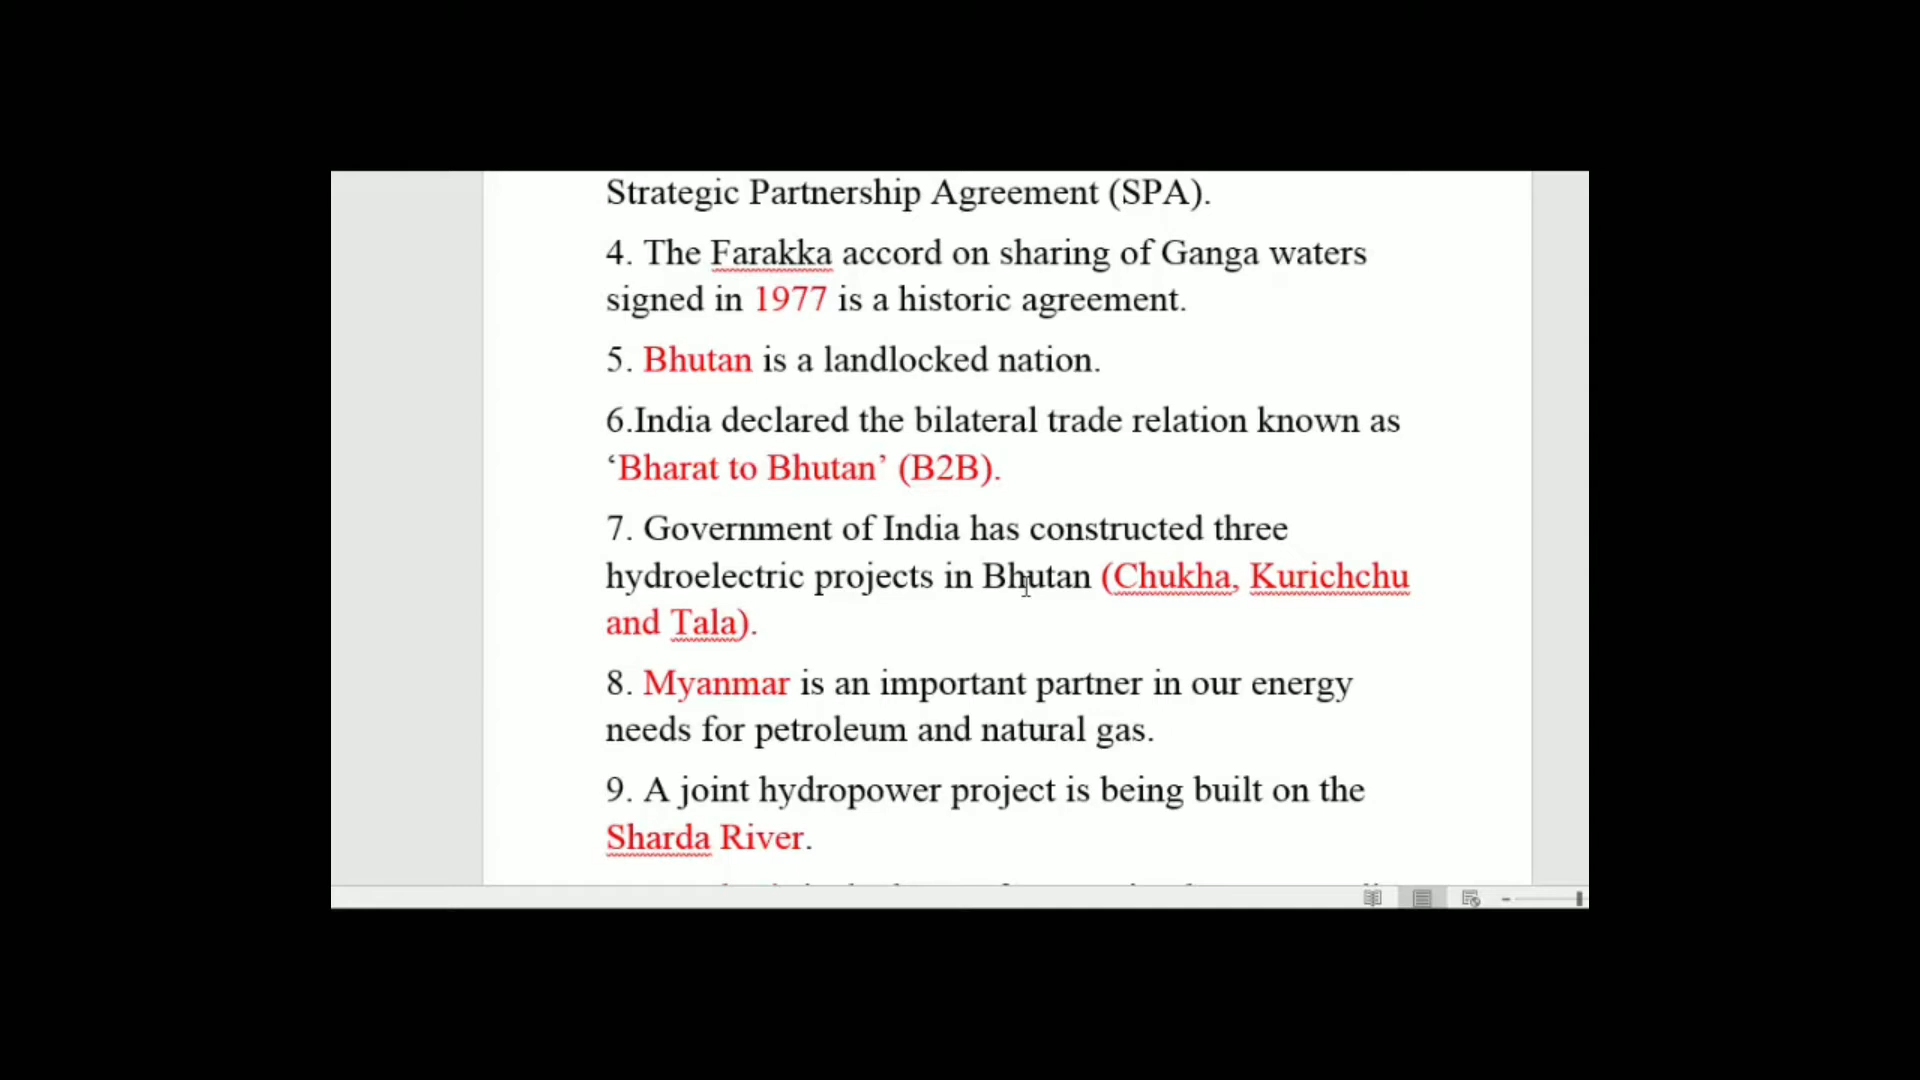 Strategic Partnership Agreement (SPA).
4. The Farakka accord on sharing of Ganga waters
signed in 1977 is a historic agreement.
5. Bhutan is a landlocked nation.
6.India declared the bilateral trade relation known as
‘Bharat to Bhutan’ (B2B).
7. Government of India has constructed three
hydroelectric projects in Bhutan (Chukha, Kurichchu
and Tala).
8. Myanmar is an important partner in our energy
needs for petroleum and natural gas.
9. A joint hydropower project is being built on the
Sharda River.